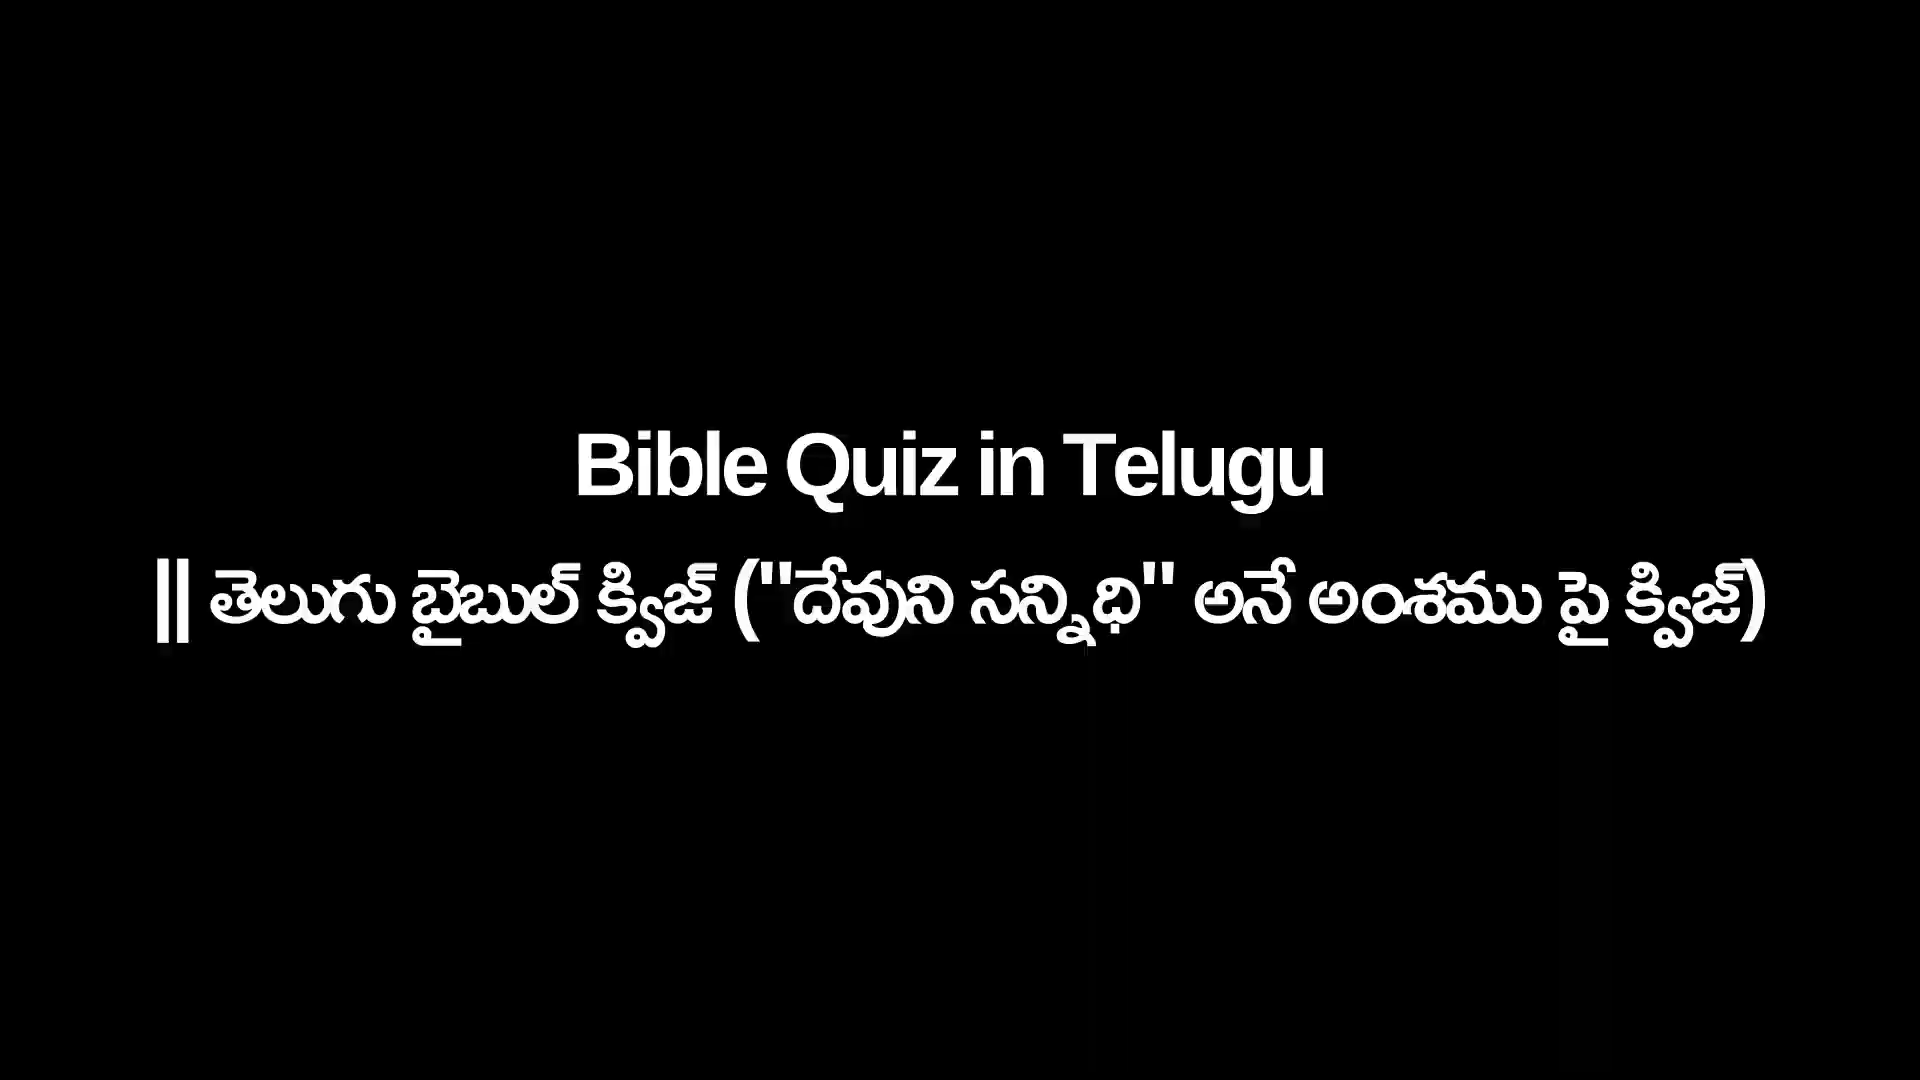 Bible Quiz in Telugu
|| తెలుగు బైబుల్ క్విజ్ ("దేవుని సన్నిధి" అనే అంశము పై క్విజ్)